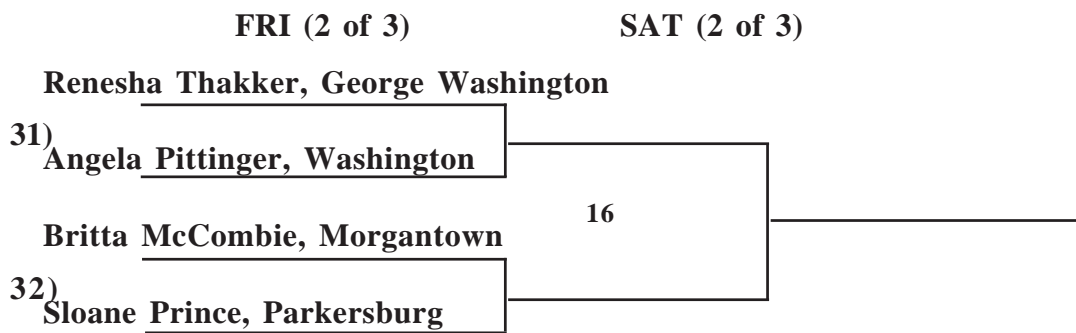 FRI (2 of 3) SAT (2 of 3)
Renesha Thakker, George Washington
31)
Angela Pittinger, Washington
16
Britta McCombie, Morgantown
32)
Sloane Prince, Parkersburg